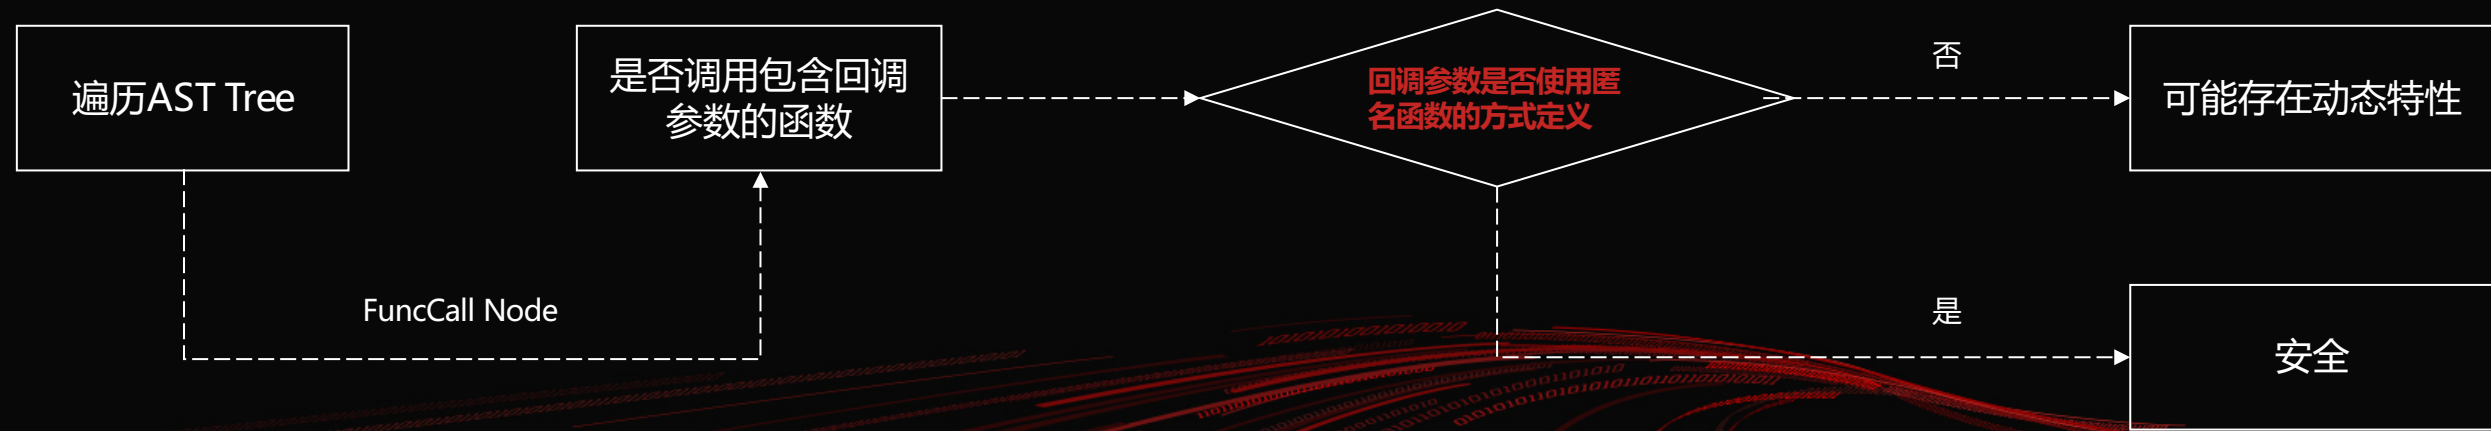 遍历AST Tree
是否调用包含回调
参数的函数
回调参数是否使用匿
名函数的方式定义
否
可能存在动态特性
FuncCall Node
是
安全